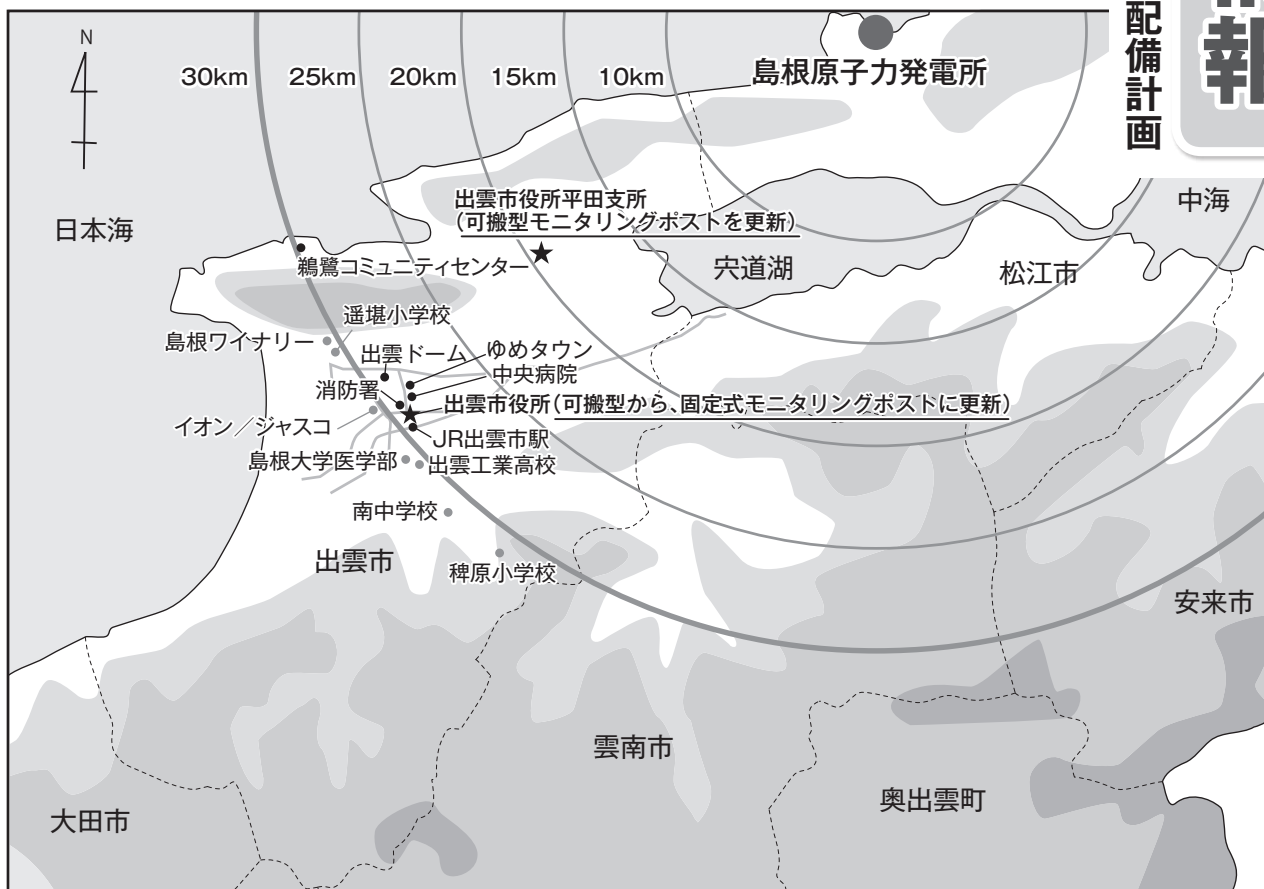 配備計画
報
N
30km
25km
20km
15km
10km
島根原子力発電所
日本海
出雲市役所平田支所
（可搬型モニタリングポストを更新）
中海
宍道湖
松江市
鵜鷺コミュニティセンター
遥堪小学校
島根ワイナリー
出雲ドーム
ゆめタウン
中央病院
消防署
出雲市役所（可搬型から、固定式モニタリングポストに更新）
イオン／ジャスコ
JR出雲市駅
島根大学医学部
出雲工業高校
南中学校
出雲市
稗原小学校
安来市
雲南市
奥出雲町
大田市